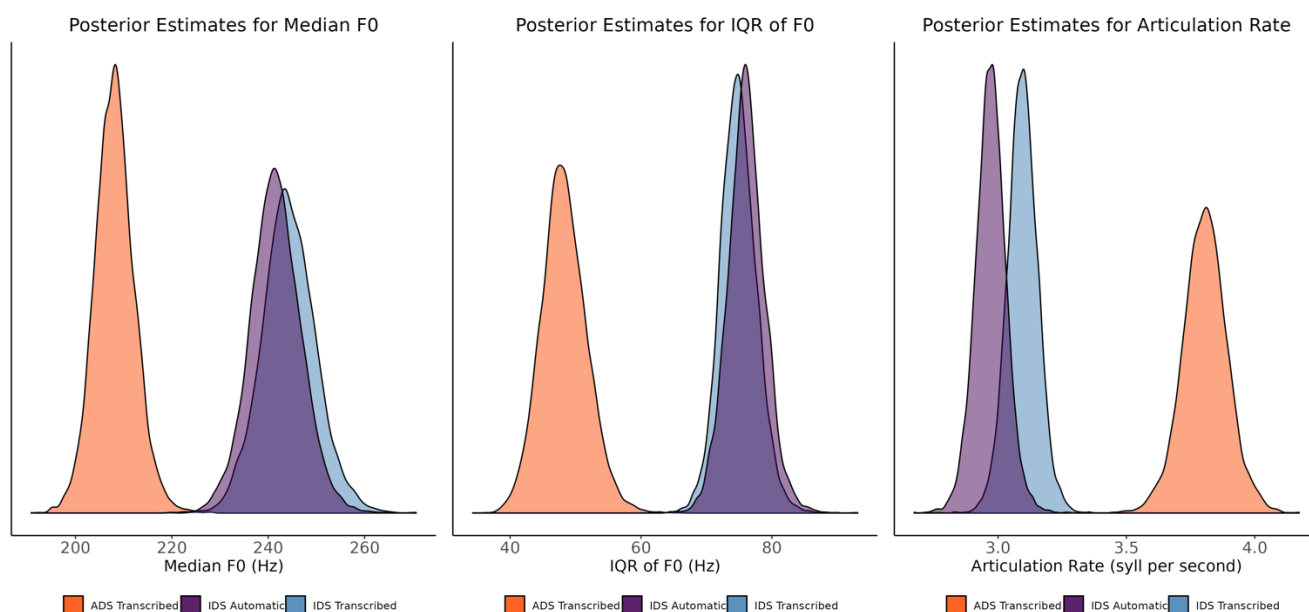 Posterior Estimates for Median F0
200 220 240 260
Median F0 (Hz)
ADS Transcribed IDS Automatic IDS Transcribed
Posterior Estimates for IQR of F0
40 60 80
IQR of F0 (Hz)
ADS Transcribed IDS Automatic IDS Transcribed
Posterior Estimates for Articulation Rate
3.0 3.5 4.0
Articulation Rate (syll per second)
ADS Transcribed IDS Automatic IDS Transcribed